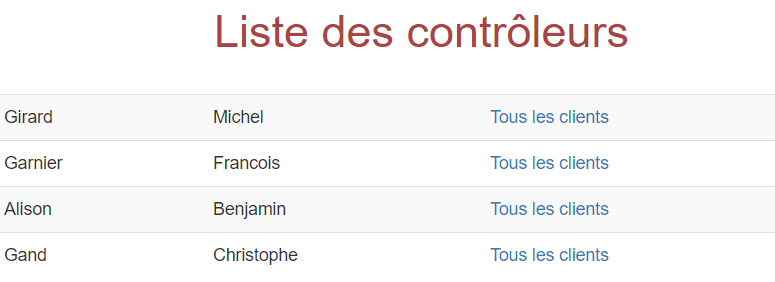 Liste des contrôleurs
Girard Michel Tous les clients
Garnier Francois Tous les clients
Alison Benjamin Tous les clients
Gand Christophe Tous les clients